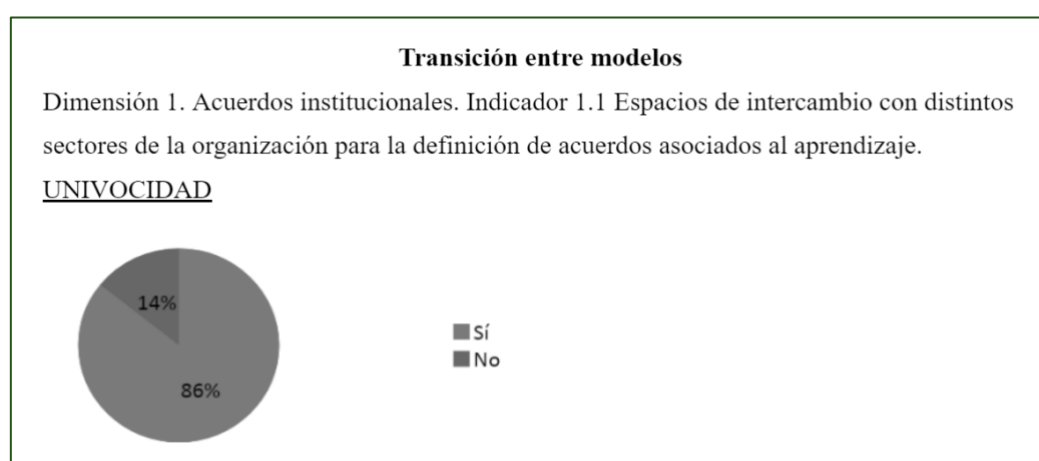 Transición entre modelos
Dimensión 1. Acuerdos institucionales. Indicador 1.1 Espacios de intercambio con distintos
sectores de la organización para la definición de acuerdos asociados al aprendizaje.
UNIVOCIDAD
14%
86%
Sí
No